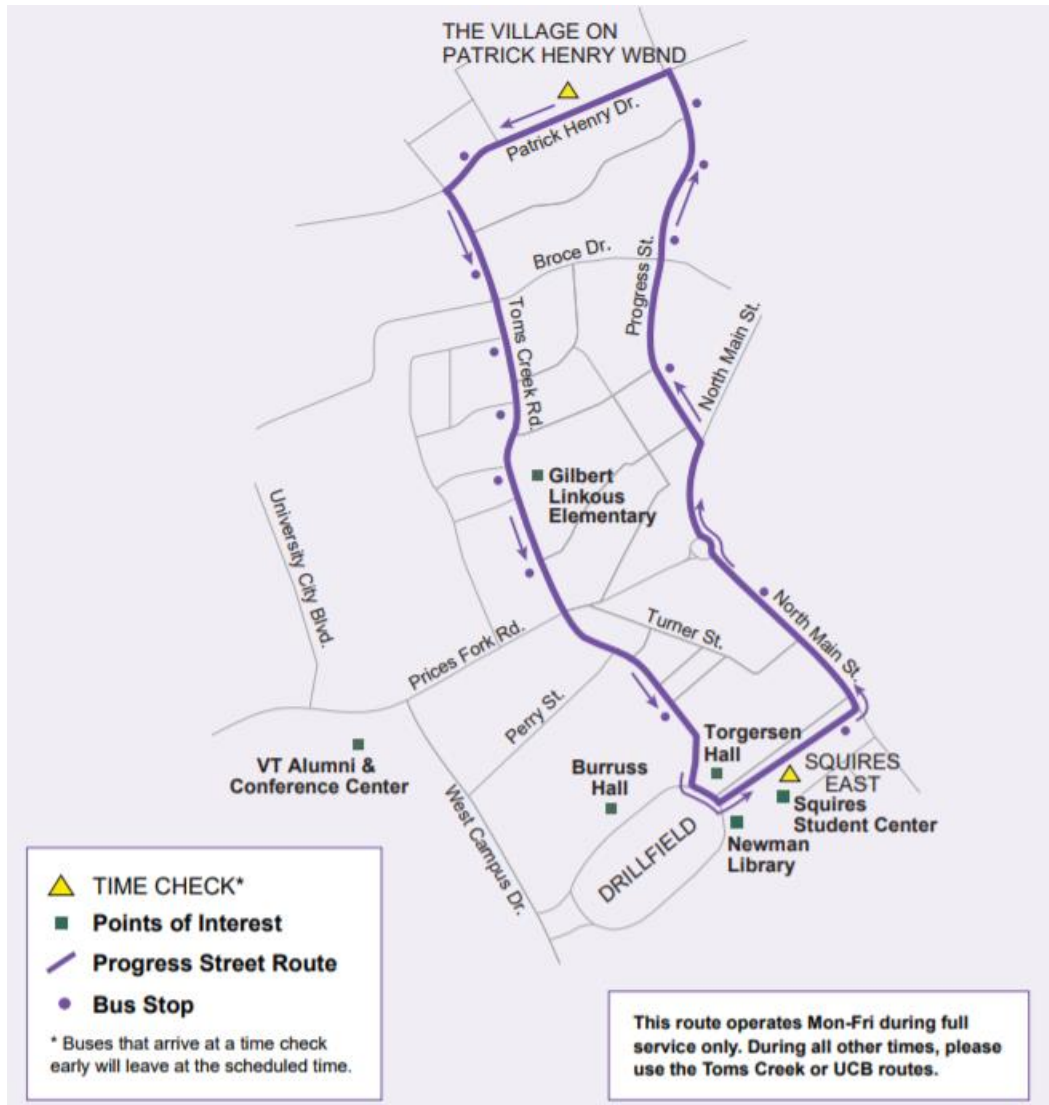 THE VILLAGE ON
PATRICK HENRY WBND
Patrick Henry Dr.
Broce Dr.
Progress St.
Toms Creek Rd.
North Main St.
Gilbert
Linkous
Elementary
University City Blvd.
Prices Fork Rd.
Turner St.
North Main St.
Perry St.
Torgersen
Hall
VT Alumni &
Conference Center
Burruss
Hall
SQUIRES
EAST
Squires
Student Center
West Campus Dr.
DRILLFIELD
Newman
Library
TIME CHECK*
Points of Interest
Progress Street Route
Bus Stop
* Buses that arrive at a time check
early will leave at the scheduled time.
This route operates Mon-Fri during full
service only. During all other times, please
use the Toms Creek or UCB routes.